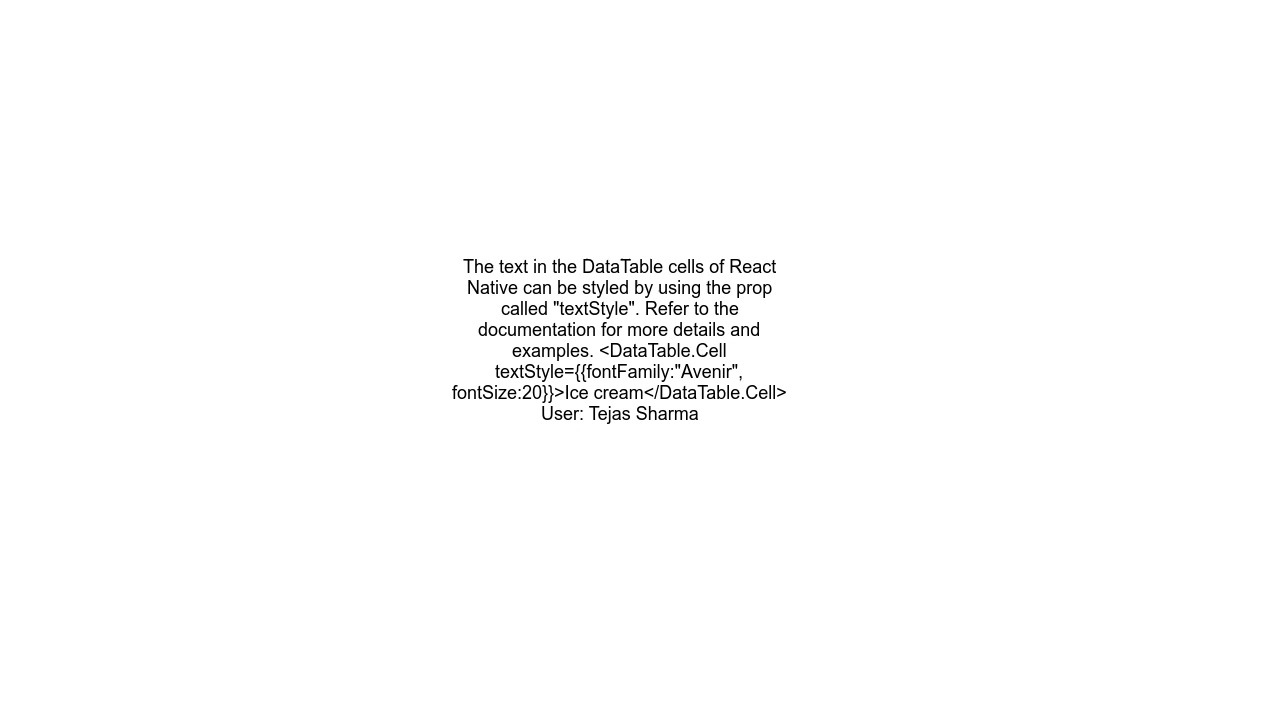 The text in the DataTable cells of React
Native can be styled by using the prop
called "textStyle". Refer to the
documentation for more details and
examples. <DataTable.Cell
textStyle={{fontFamily:"Avenir",
fontSize:20}}>Ice cream</DataTable.Cell>
User: Tejas Sharma